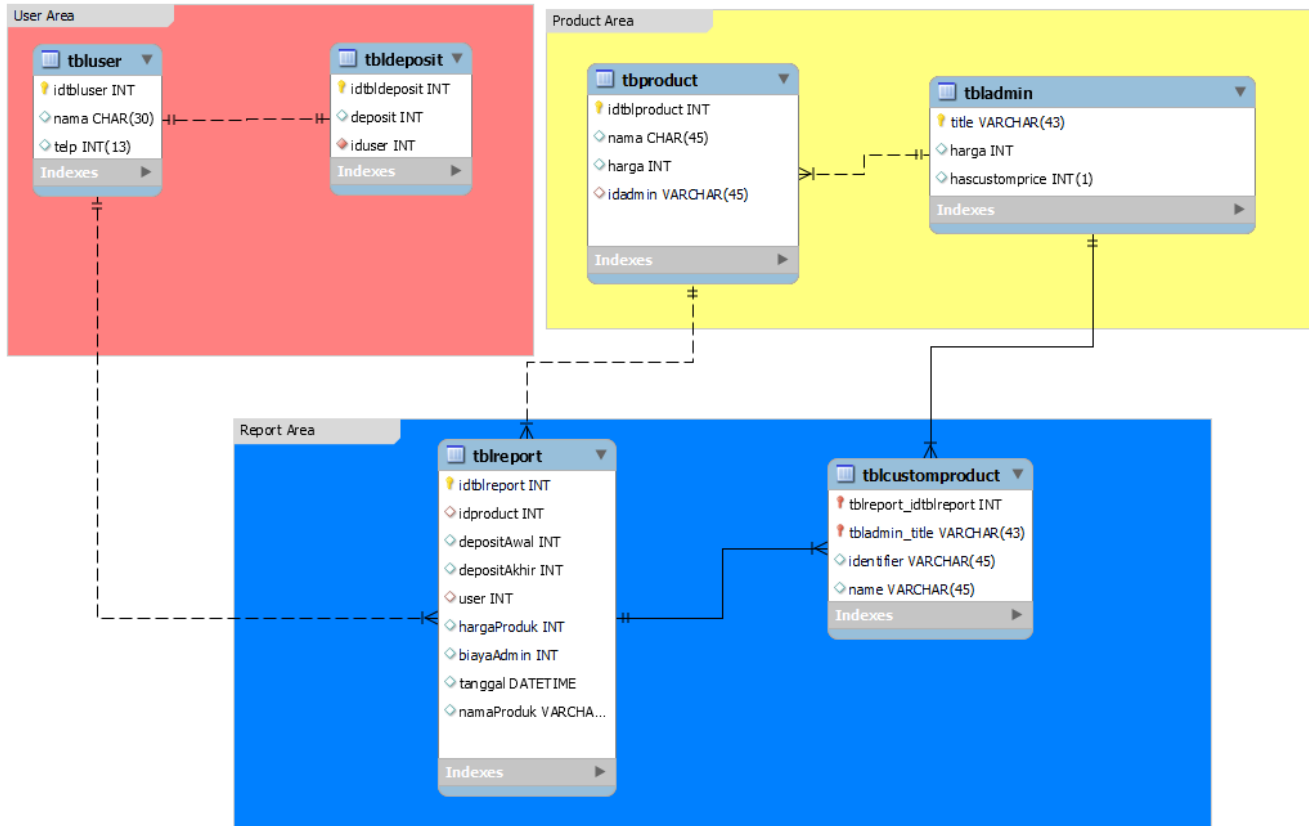 User Area
tbluser
idtbluser INT
nama CHAR(30)
telp INT(13)
Indexes
tbldeposit
idtbldeposit INT
deposit INT
iduser INT
Indexes
Product Area
tbproduct
idtblproduct INT
nama CHAR(45)
harga INT
idadmin VARCHAR(45)
Indexes
tbladmin
title VARCHAR(43)
harga INT
hascustomprice INT(1)
Indexes
Report Area
tblreport
idtblreport INT
idproduct INT
depositAwal INT
depositAkhir INT
user INT
hargaProduk INT
biayaAdmin INT
tanggal DATETIME
namaProduk VARCHA...
Indexes
tblcustomproduct
tblreport_idtblreport INT
tbladmin_title VARCHAR(43)
identifier VARCHAR(45)
name VARCHAR(45)
Indexes